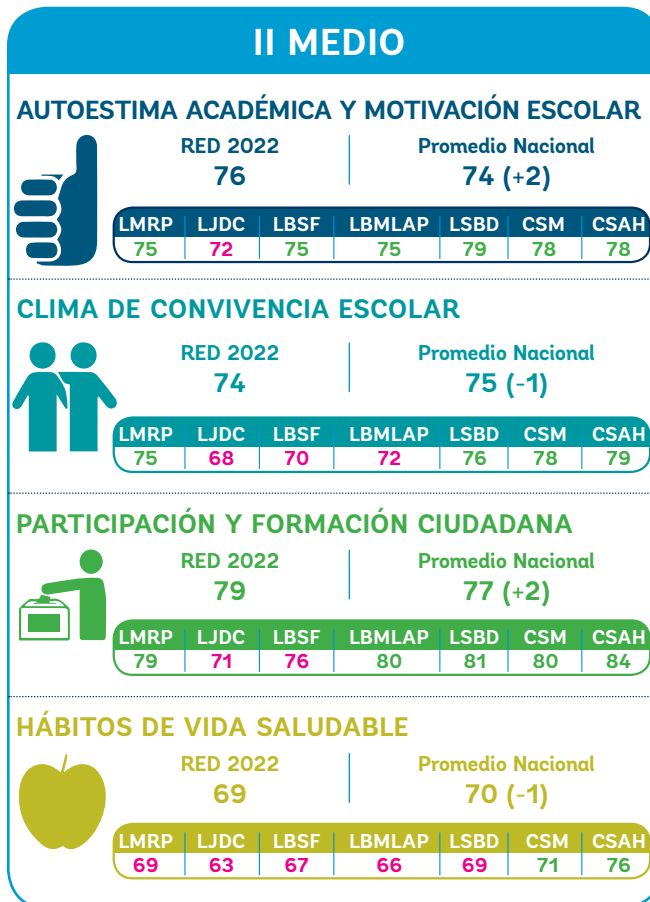 II MEDIO
AUTOESTIMA ACADÉMICA Y MOTIVACIÓN ESCOLAR
RED 2022 Promedio Nacional
76 74 (+2)
LMRP LJDC LBSF LBMLAP LSBD CSM CSAH
75 72 75 75 79 78 78
CLIMA DE CONVIVENCIA ESCOLAR
RED 2022 Promedio Nacional
74 75 (-1)
LMRP LJDC LBSF LBMLAP LSBD CSM CSAH
75 68 70 72 76 78 79
PARTICIPACIÓN Y FORMACIÓN CIUDADANA
RED 2022 Promedio Nacional
79 77 (+2)
LMRP LJDC LBSF LBMLAP LSBD CSM CSAH
79 71 76 80 81 80 84
HÁBITOS DE VIDA SALUDABLE
RED 2022 Promedio Nacional
69 70 (-1)
LMRP LJDC LBSF LBMLAP LSBD CSM CSAH
69 63 67 66 69 71 76